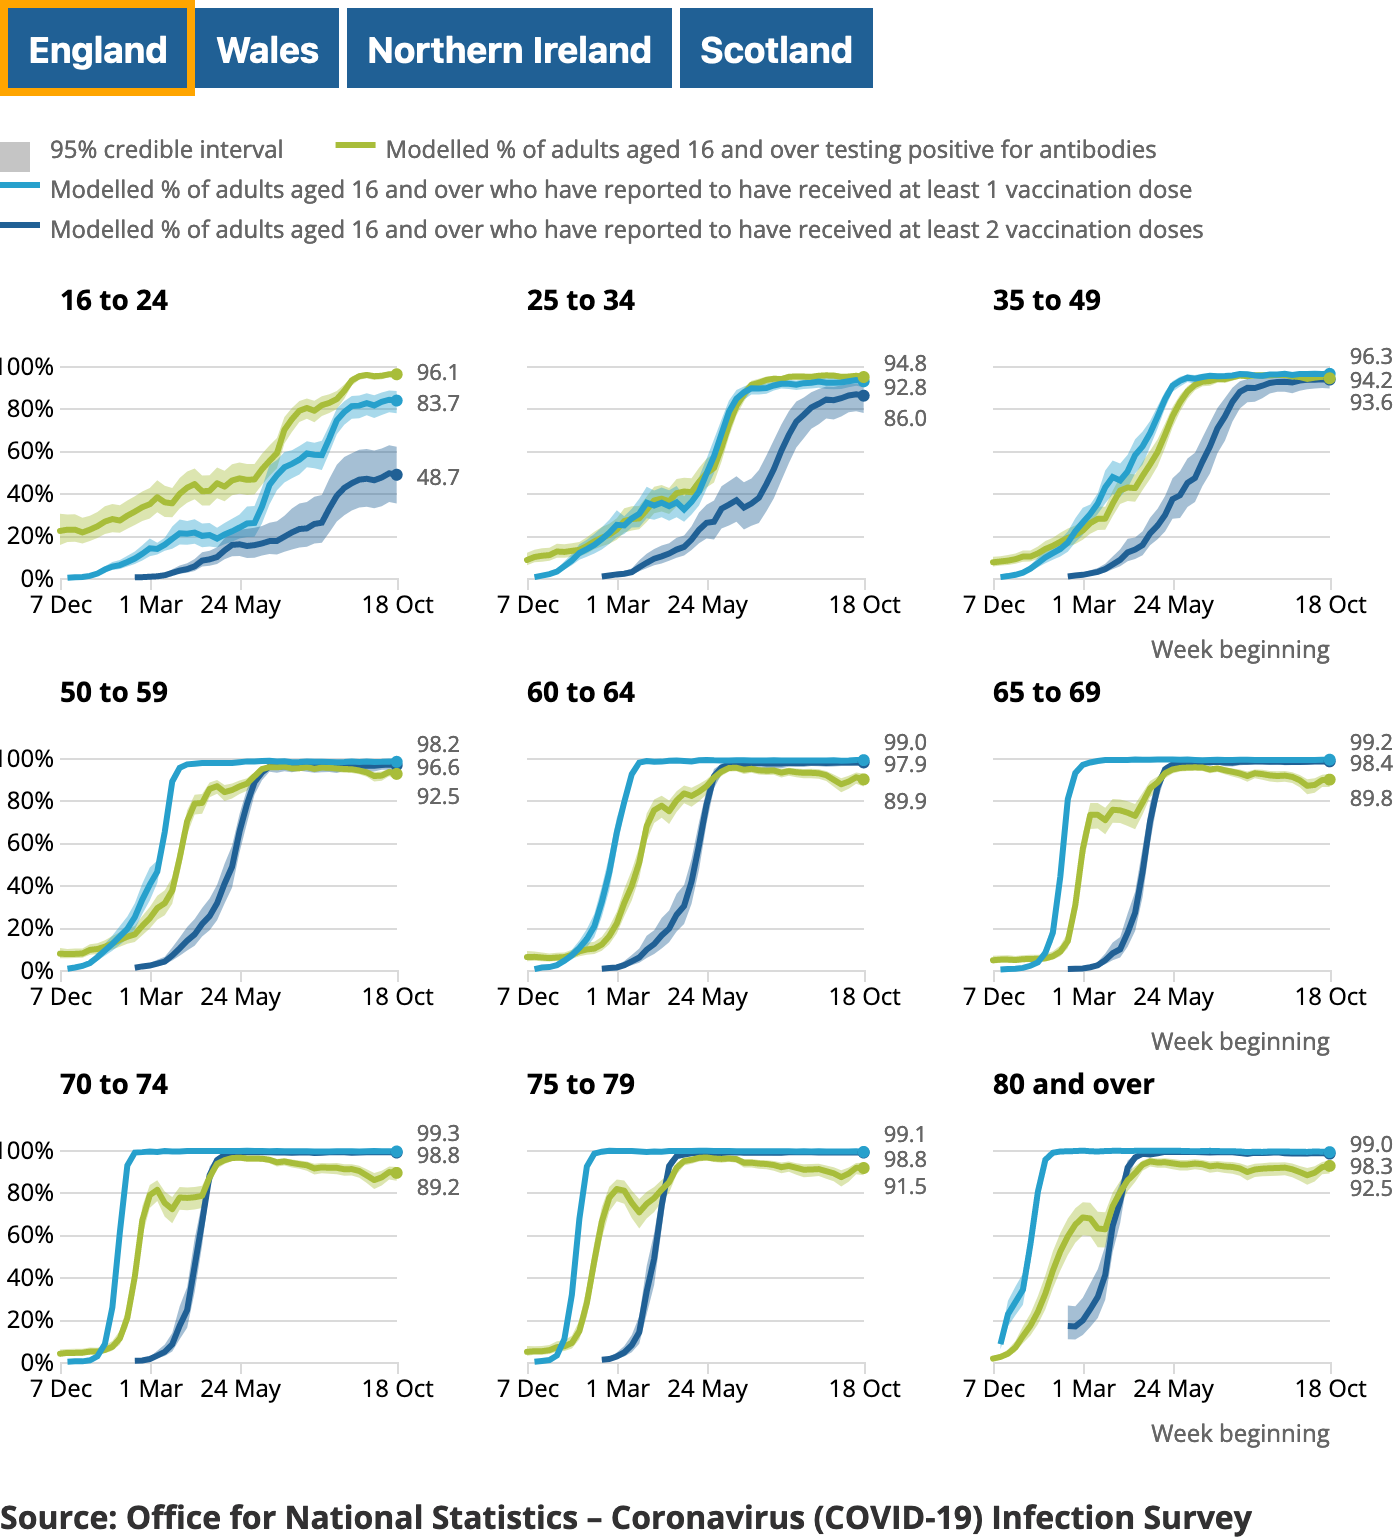 England Wales Northern Ireland Scotland
95% credible interval Modelled % of adults aged 16 and over testing positive for antibodies
Modelled % of adults aged 16 and over who have reported to have received at least 1 vaccination dose
Modelled % of adults aged 16 and over who have reported to have received at least 2 vaccination doses
16 to 24
100%
80%
60%
40%
20%
0%
7 Dec 1 Mar 24 May 18 Oct
96.1
83.7
48.7
25 to 34
94.8
92.8
86.0
7 Dec 1 Mar 24 May 18 Oct
35 to 49
96.3
94.2
93.6
7 Dec 1 Mar 24 May 18 Oct
Week beginning
50 to 59
100%
80%
60%
40%
20%
0%
7 Dec 1 Mar 24 May 18 Oct
98.2
96.6
92.5
60 to 64
99.0
97.9
89.9
7 Dec 1 Mar 24 May 18 Oct
65 to 69
99.2
98.4
89.8
7 Dec 1 Mar 24 May 18 Oct
Week beginning
70 to 74
100%
80%
60%
40%
20%
0%
7 Dec 1 Mar 24 May 18 Oct
99.3
98.8
89.2
75 to 79
99.1
98.8
91.5
7 Dec 1 Mar 24 May 18 Oct
80 and over
99.0
98.3
92.5
7 Dec 1 Mar 24 May 18 Oct
Week beginning
Source: Office for National Statistics – Coronavirus (COVID-19) Infection Survey